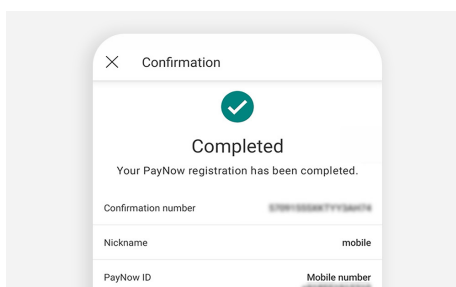 Confirmation
Completed
Your PayNow registration has been completed.
Confirmation number
Nickname mobile
PayNow ID Mobile number